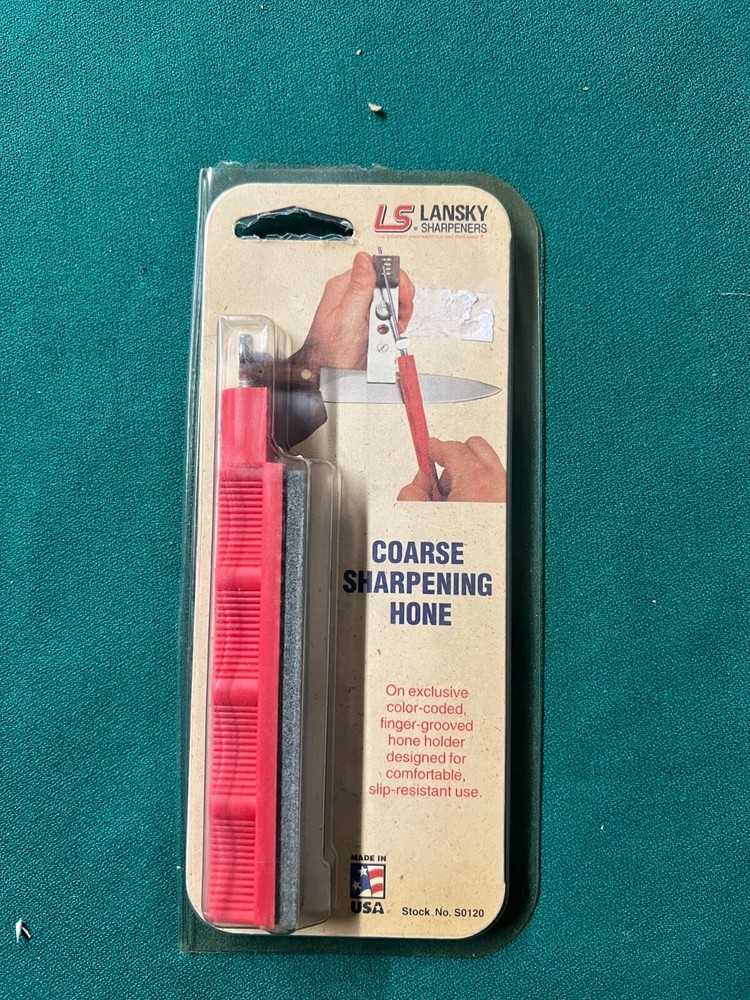 LS® LANSKY
SHARPENERS
COARSE
SHARPENING
HONE
On exclusive
color-coded,
finger-grooved
hone holder
designed for
comfortable,
slip-resistant use.
MADE IN
USA
Stock No. S0120